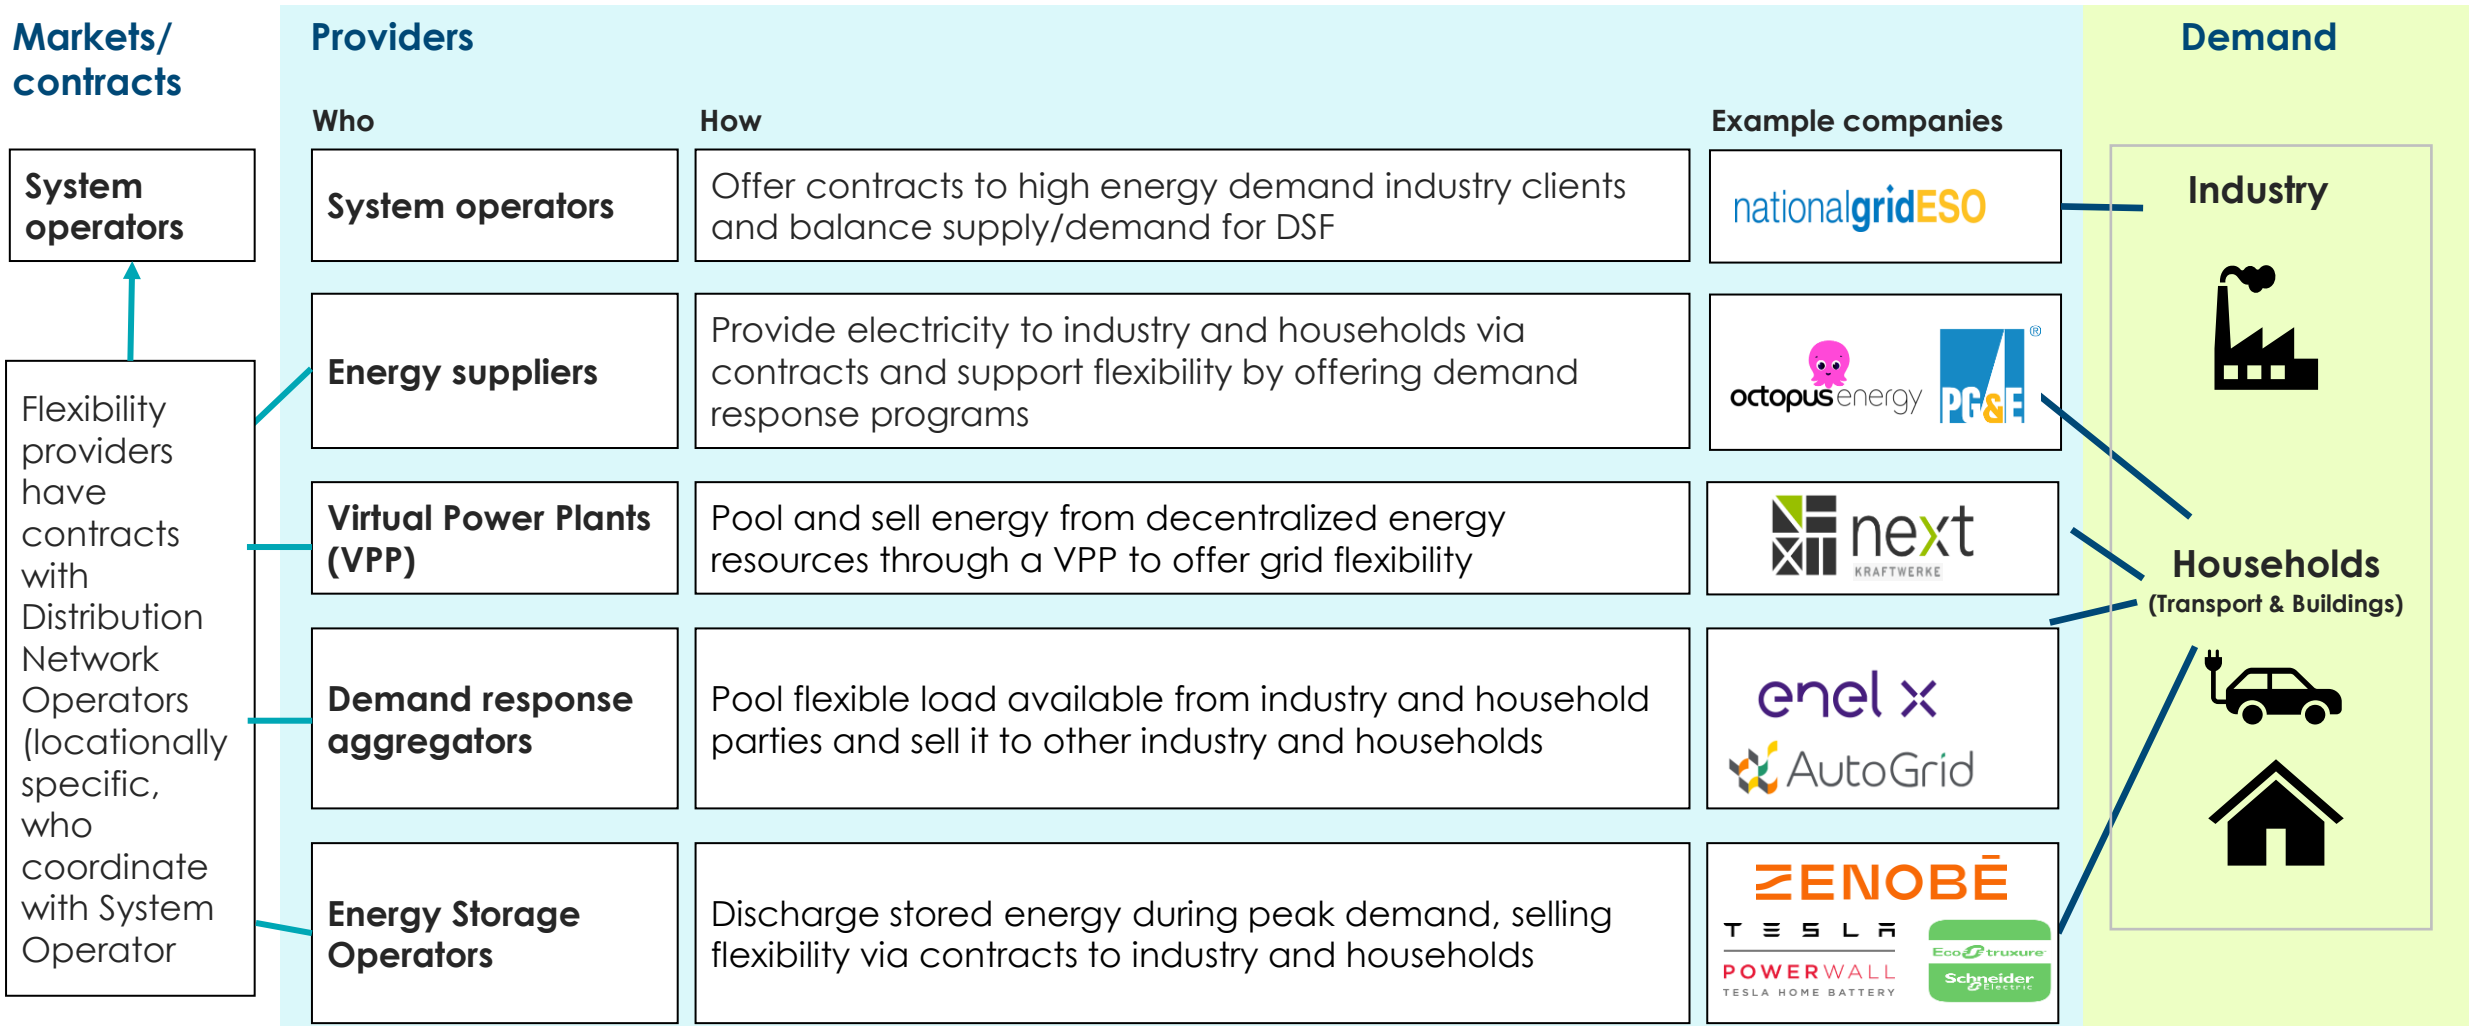 Markets/
contracts
Providers
Demand
Who
How
Example companies
System
operators
System operators
Offer contracts to high energy demand industry clients
and balance supply/demand for DSF
nationalgridESO
Industry
Flexibility
providers
have
contracts
with
Distribution
Network
Operators
(locationally
specific,
who
coordinate
with System
Operator
Energy suppliers
Provide electricity to industry and households via
contracts and support flexibility by offering demand
response programs
octopusenergy
PG&E
®
Virtual Power Plants
(VPP)
Pool and sell energy from decentralized energy
resources through a VPP to offer grid flexibility
next
KRAFTWERKE
Households
(Transport & Buildings)
Demand response
aggregators
Pool flexible load available from industry and household
parties and sell it to other industry and households
enel x
AutoGrid
Energy Storage
Operators
Discharge stored energy during peak demand, selling
flexibility via contracts to industry and households
ZENOBĒ
TESLA
POWERWALL
TESLA HOME BATTERY
EcoStruxure
Schneider
Electric